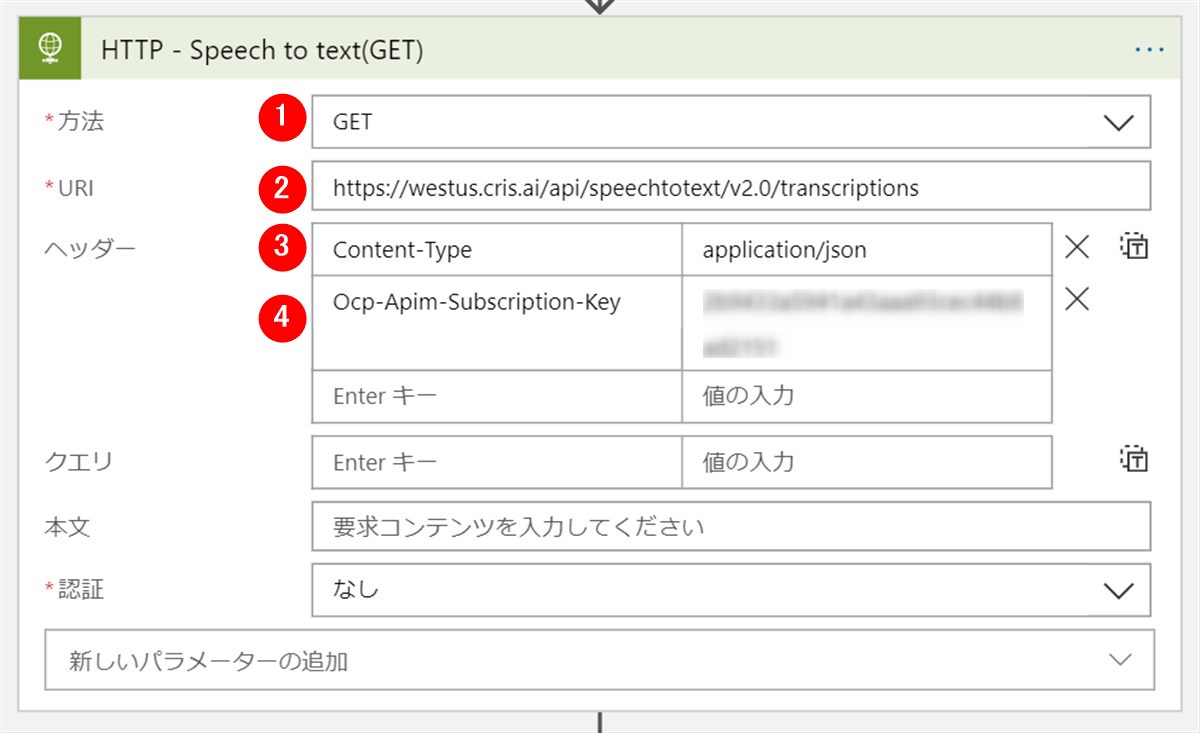 HTTP - Speech to text(GET)
* 方法
1
GET
* URI
2
https://westus.cris.ai/api/speechtotext/v2.0/transcriptions
ヘッダー
3
Content-Type
application/json
4
Ocp-Apim-Subscription-Key
Enter キー
値の入力
クエリ
Enter キー
値の入力
本文
要求コンテンツを入力してください
* 認証
なし
新しいパラメーターの追加